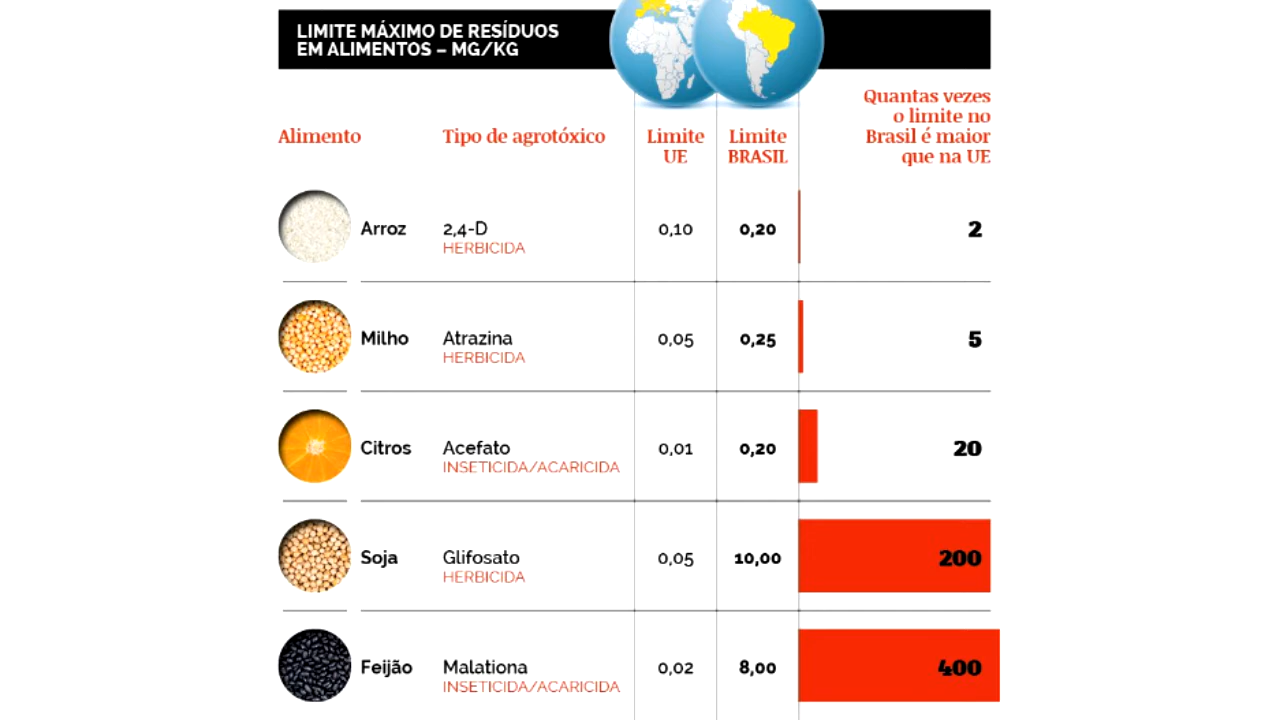 LIMITE MÁXIMO DE RESÍDUOS
EM ALIMENTOS – MG/KG
Alimento
Tipo de agrotóxico
Limite
UE
Limite
BRASIL
Quantas vezes
o limite no
Brasil é maior
que na UE
Arroz
2,4-D
HERBICIDA
0,10
0,20
2
Milho
Atrazina
HERBICIDA
0,05
0,25
5
Citros
Acefato
INSETICIDA/ACARICIDA
0,01
0,20
20
Soja
Glifosato
HERBICIDA
0,05
10,00
200
Feijão
Malationa
INSETICIDA/ACARICIDA
0,02
8,00
400